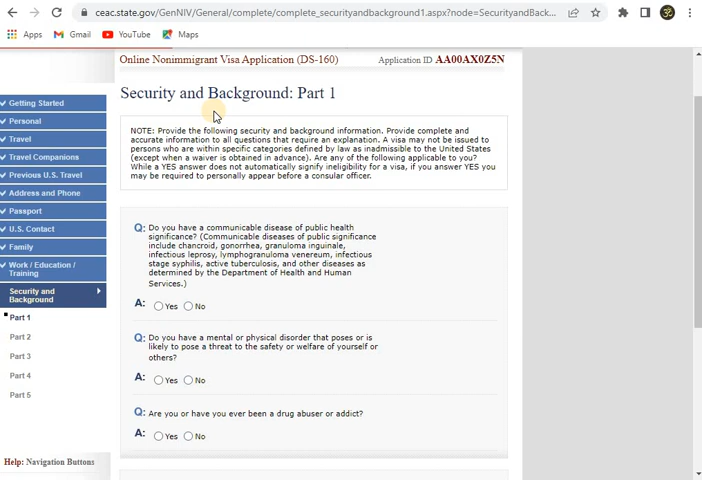 ceac.state.gov/GenNIV/General/complete/complete_securityandbackground1.aspx?node=SecurityandBack...
Apps Gmail YouTube Maps
Online Nonimmigrant Visa Application (DS-160) Application ID AA00AX0Z5N
Security and Background: Part 1
NOTE: Provide the following security and background information. Provide complete and
accurate information to all questions that require an explanation. A visa may not be issued to
persons who are within specific categories defined by law as inadmissible to the United States
(except when a waiver is obtained in advance). Are any of the following applicable to you?
While a YES answer does not automatically signify ineligibility for a visa, if you answer YES you
may be required to personally appear before a consular officer.
Getting Started
Personal
Travel
Travel Companions
Previous U.S. Travel
Address and Phone
Passport
U.S. Contact
Family
Work / Education /
Training
Security and
Background
Part 1
Part 2
Part 3
Part 4
Part 5
Help: Navigation Buttons
Q: Do you have a communicable disease of public health
significance? (Communicable diseases of public significance
include chancroid, gonorrhea, granuloma inguinale,
infectious leprosy, lymphogranuloma venereum, infectious
stage syphilis, active tuberculosis, and other diseases as
determined by the Department of Health and Human
Services.)
A: Yes No
Q: Do you have a mental or physical disorder that poses or is
likely to pose a threat to the safety or welfare of yourself or
others?
A: Yes No
Q: Are you or have you ever been a drug abuser or addict?
A: Yes No